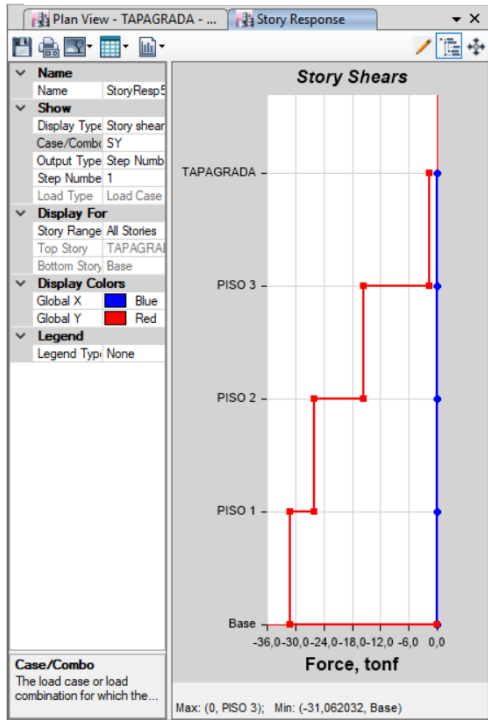 Plan View - TAPAGRADA - ...
Story Response
Name
Name StoryResp5
Show
Display Type Story shear
Case/Combo SY
Output Type Step Numb
Step Numbe 1
Load Type Load Case
Display For
Story Range All Stories
Top Story TAPAGRAI
Bottom Story Base
Display Colors
Global X Blue
Global Y Red
Legend
Legend Type None
Case/Combo
The load case or load
combination for which the...
Story Shears
TAPAGRADA
PISO 3
PISO 2
PISO 1
Base
-36,0 -30,0 -24,0 -18,0 -12,0 -6,0 0,0
Force, tonf
Max: (0, PISO 3); Min: (-31,062032, Base)